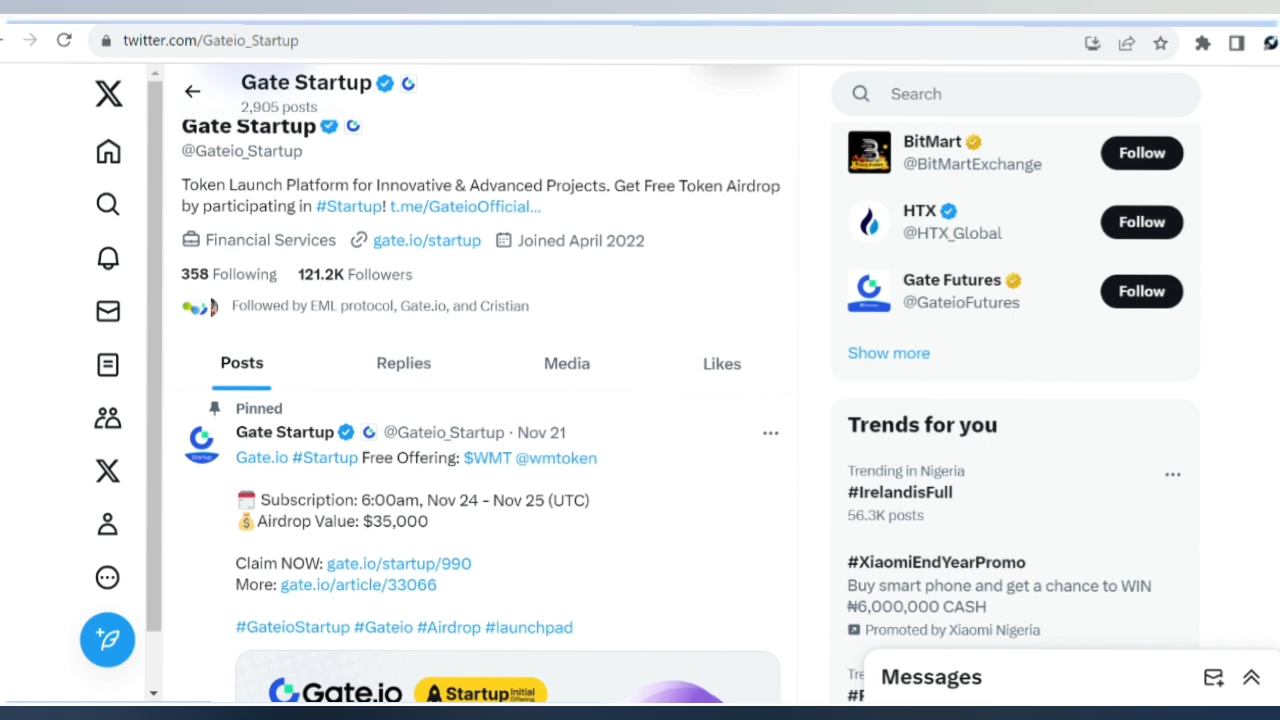 twitter.com/Gateio_Startup
Gate Startup
2,905 posts
Gate Startup
@Gateio_Startup
Token Launch Platform for Innovative & Advanced Projects. Get Free Token Airdrop
by participating in #Startup! t.me/GateioOfficial...
Financial Services gate.io/startup Joined April 2022
358 Following 121.2K Followers
Followed by EML protocol, Gate.io, and Cristian
Posts Replies Media Likes
Pinned
Gate Startup @Gateio_Startup · Nov 21
Gate.io #Startup Free Offering: $WMT @wmtoken
Subscription: 6:00am, Nov 24 - Nov 25 (UTC)
Airdrop Value: $35,000
Claim NOW: gate.io/startup/990
More: gate.io/article/33066
#GateioStartup #Gateio #Airdrop #launchpad
Gate.io Startup Initial Offering
Search
BitMart
@BitMartExchange
Follow
HTX
@HTX_Global
Follow
Gate Futures
@GateioFutures
Follow
Show more
Trends for you
Trending in Nigeria
#IrelandisFull
56.3K posts
#XiaomiEndYearPromo
Buy smart phone and get a chance to WIN
₦6,000,000 CASH
Promoted by Xiaomi Nigeria
Messages